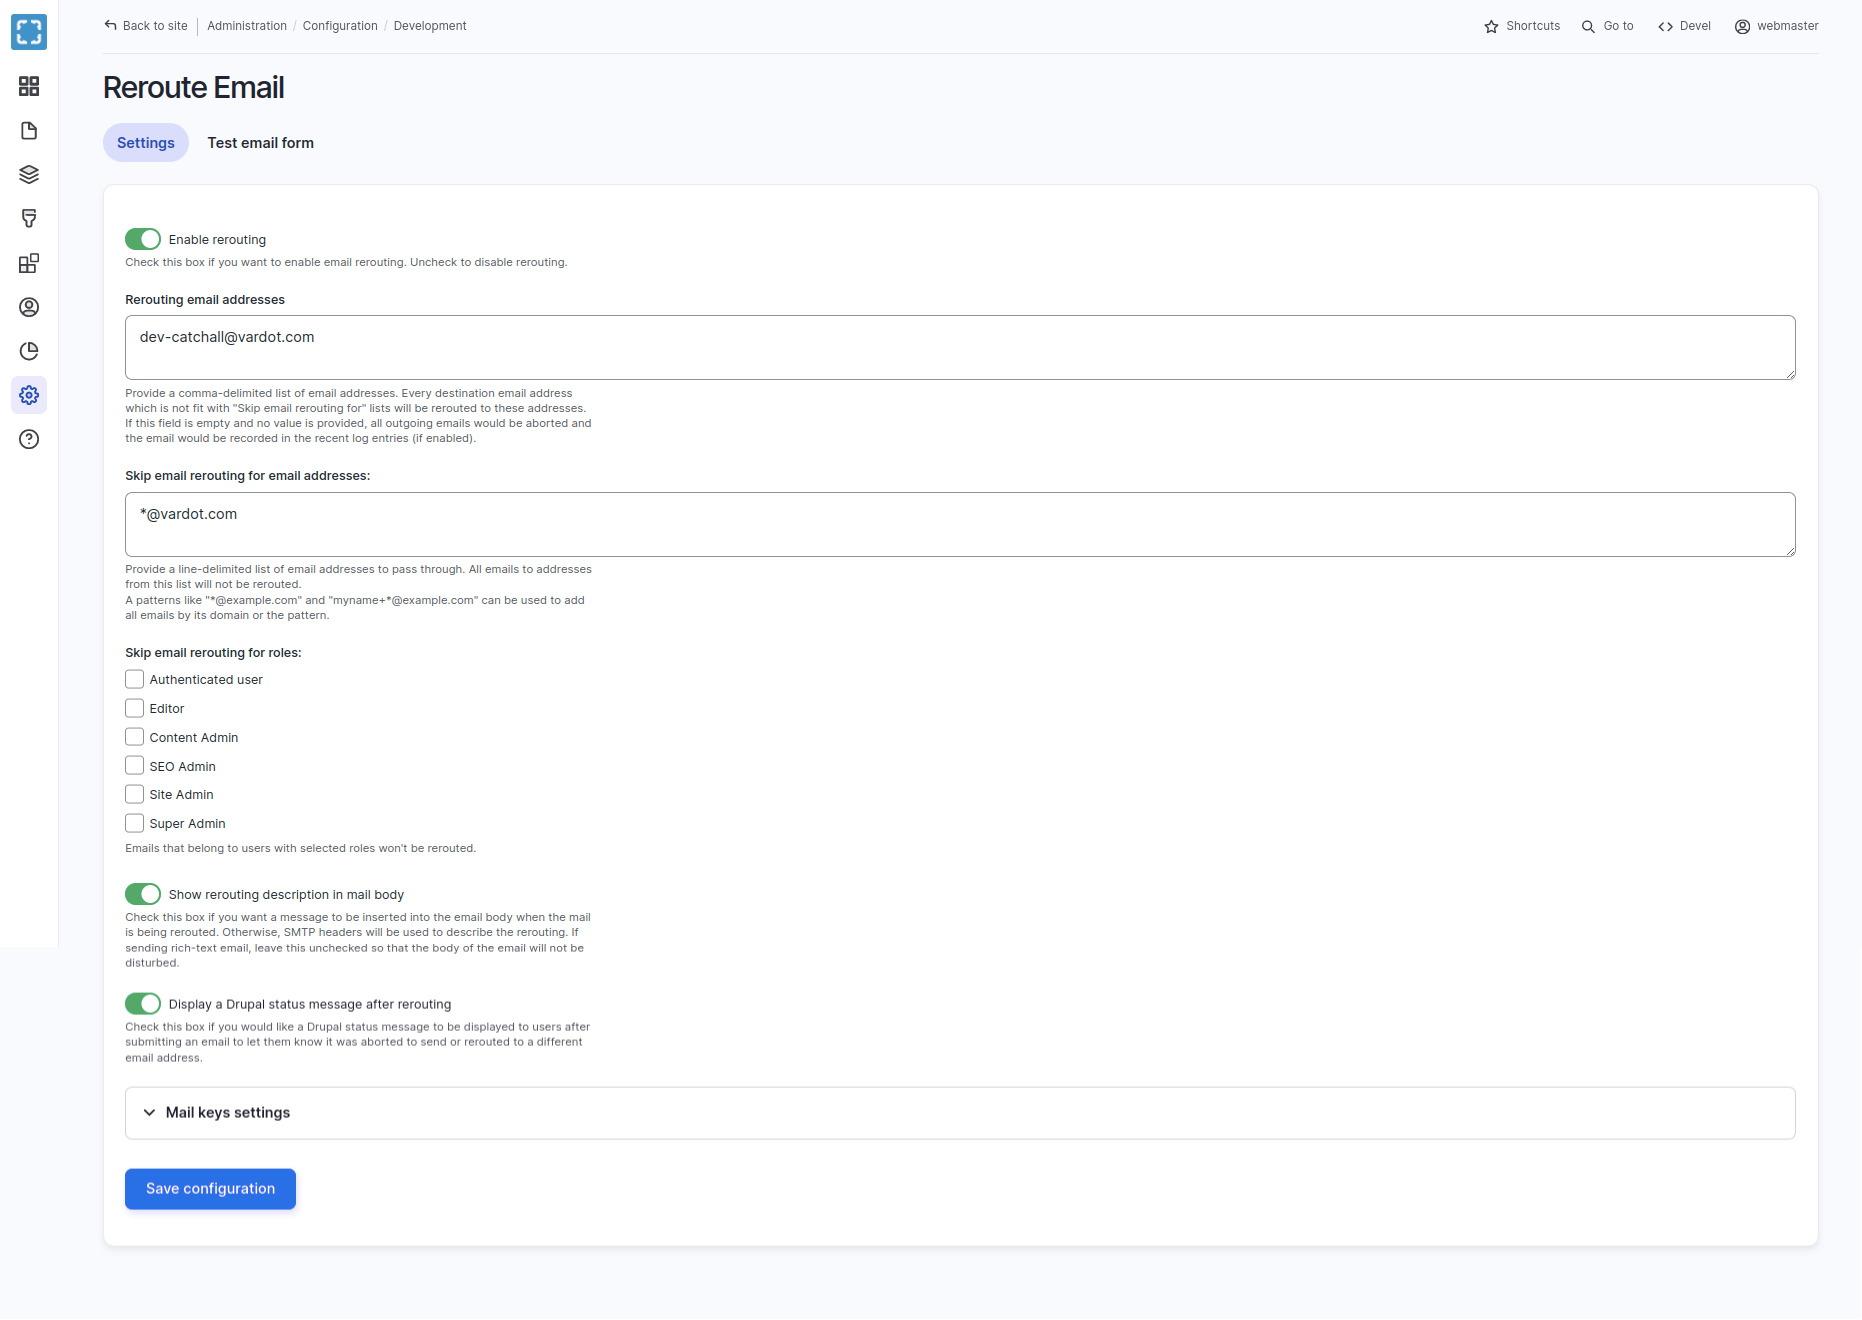 Back to site
Administration / Configuration / Development
Shortcuts
Go to
Devel
webmaster
Reroute Email
Settings
Test email form
Enable rerouting
Check this box if you want to enable email rerouting. Uncheck to disable rerouting.
Rerouting email addresses
dev-catchall@vardot.com
Provide a comma-delimited list of email addresses. Every destination email address
which is not fit with "Skip email rerouting for" lists will be rerouted to these addresses.
If this field is empty and no value is provided, all outgoing emails would be aborted and
the email would be recorded in the recent log entries (if enabled).
Skip email rerouting for email addresses:
*@vardot.com
Provide a line-delimited list of email addresses to pass through. All emails to addresses
from this list will not be rerouted.
A patterns like "*@example.com" and "myname+*@example.com" can be used to add
all emails by its domain or the pattern.
Skip email rerouting for roles:
Authenticated user
Editor
Content Admin
SEO Admin
Site Admin
Super Admin
Emails that belong to users with selected roles won't be rerouted.
Show rerouting description in mail body
Check this box if you want a message to be inserted into the email body when the mail
is being rerouted. Otherwise, SMTP headers will be used to describe the rerouting. If
sending rich-text email, leave this unchecked so that the body of the email will not be
disturbed.
Display a Drupal status message after rerouting
Check this box if you would like a Drupal status message to be displayed to users after
submitting an email to let them know it was aborted to send or rerouted to a different
email address.
Mail keys settings
Save configuration